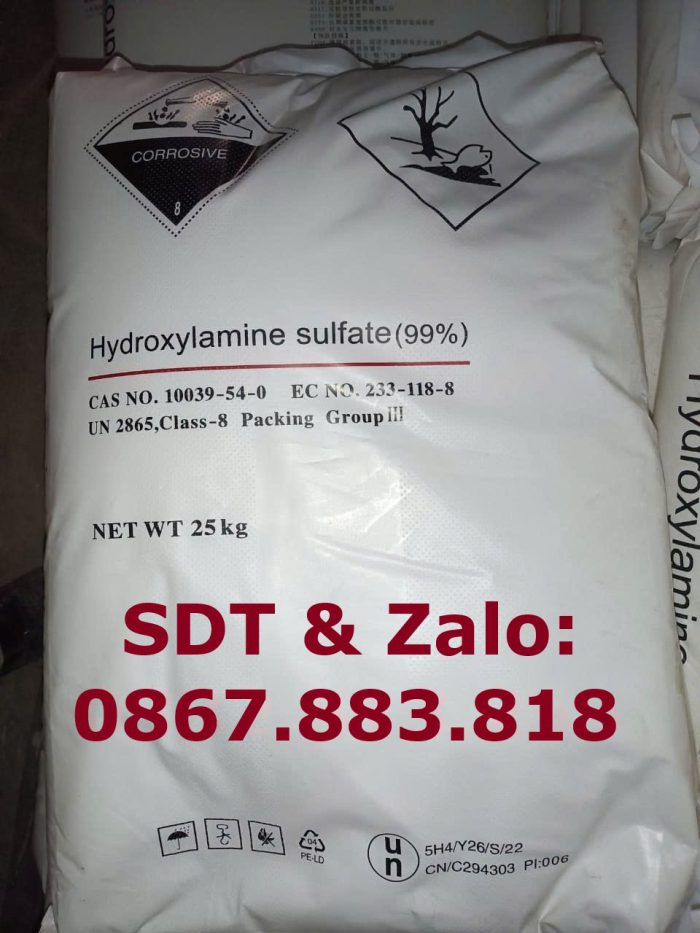 CORROSIVE
8
Hydroxylamine sulfate(99%)
CAS NO. 10039-54-0 EC NO. 233-118-8
UN 2865,Class-8 Packing Group III
NET WT 25kg
SDT & Zalo:
0867.883.818
04
PE-LD
un
5H4/Y26/S/22
CN/C294303 PI:006
Hydroxylamine